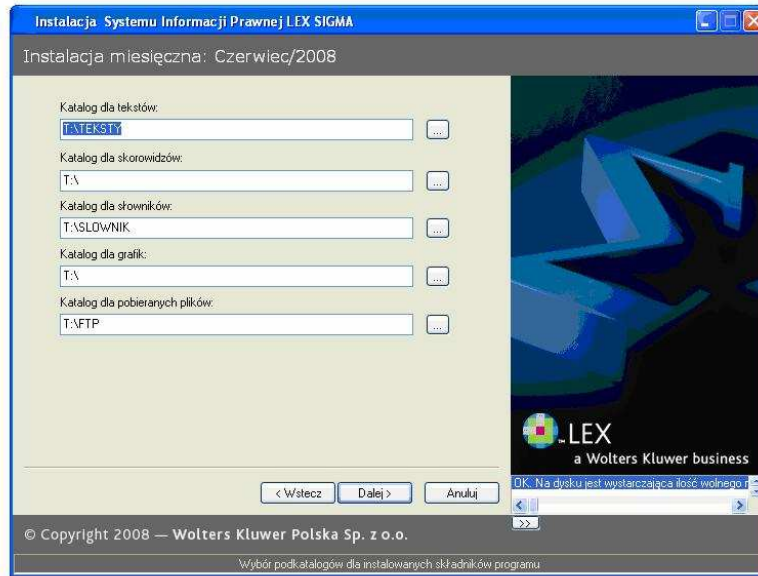 Instalacja Systemu Informacji Prawnej LEX SIGMA
Instalacja miesięczna: Czerwiec/2008
Katalog dla tekstów:
T:\TEKSTY
...
Katalog dla skorowidzów:
T:\
...
Katalog dla słowników:
T:\SLOWNIK
...
Katalog dla grafik:
T:\
...
Katalog dla pobieranych plików:
T:\FTP
...
LEX
a Wolters Kluwer business
OK. Na dysku jest wystarczająca ilość wolnego
< Wstecz Dalej > Anuluj
>>
© Copyright 2008 — Wolters Kluwer Polska Sp. z o.o.
Wybór podkatalogów dla instalowanych składników programu